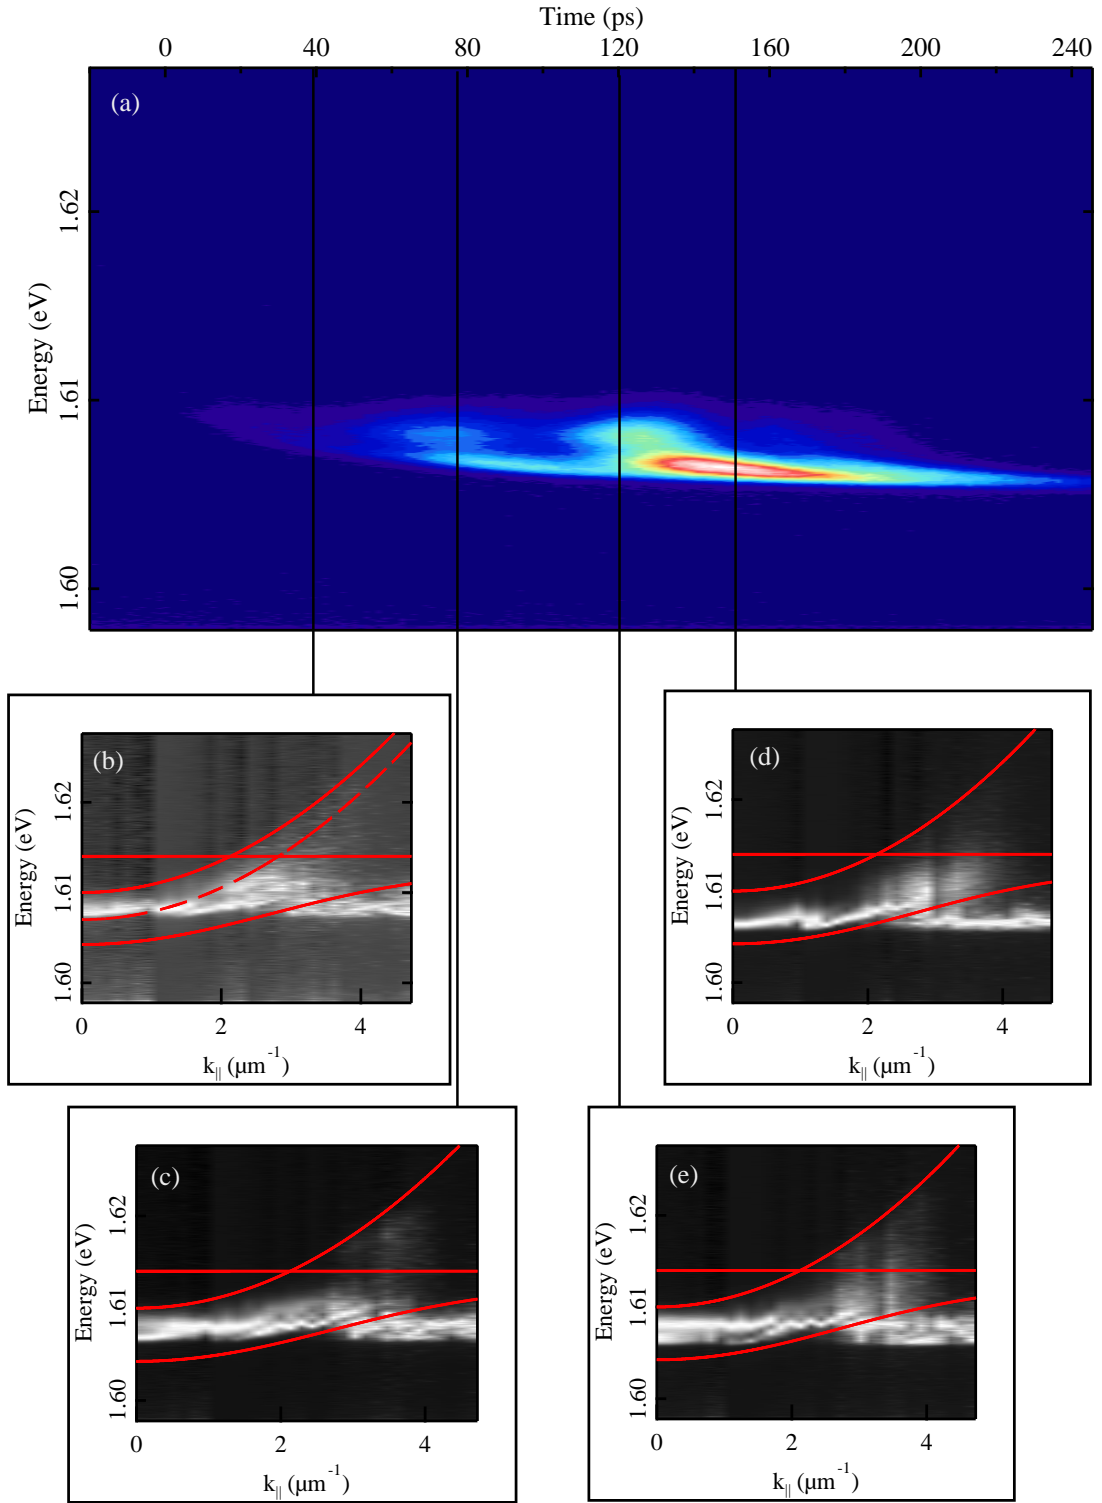 Time (ps)
0 40 80 120 160 200 240
(a)
Energy (eV)
1.62
1.61
1.60
(b)
Energy (eV)
1.62
1.61
1.60
0 2 4
k|| (µm-1)
(d)
Energy (eV)
1.62
1.61
1.60
0 2 4
k|| (µm-1)
(c)
Energy (eV)
1.62
1.61
1.60
0 2 4
k|| (µm-1)
(e)
Energy (eV)
1.62
1.61
1.60
0 2 4
k|| (µm-1)